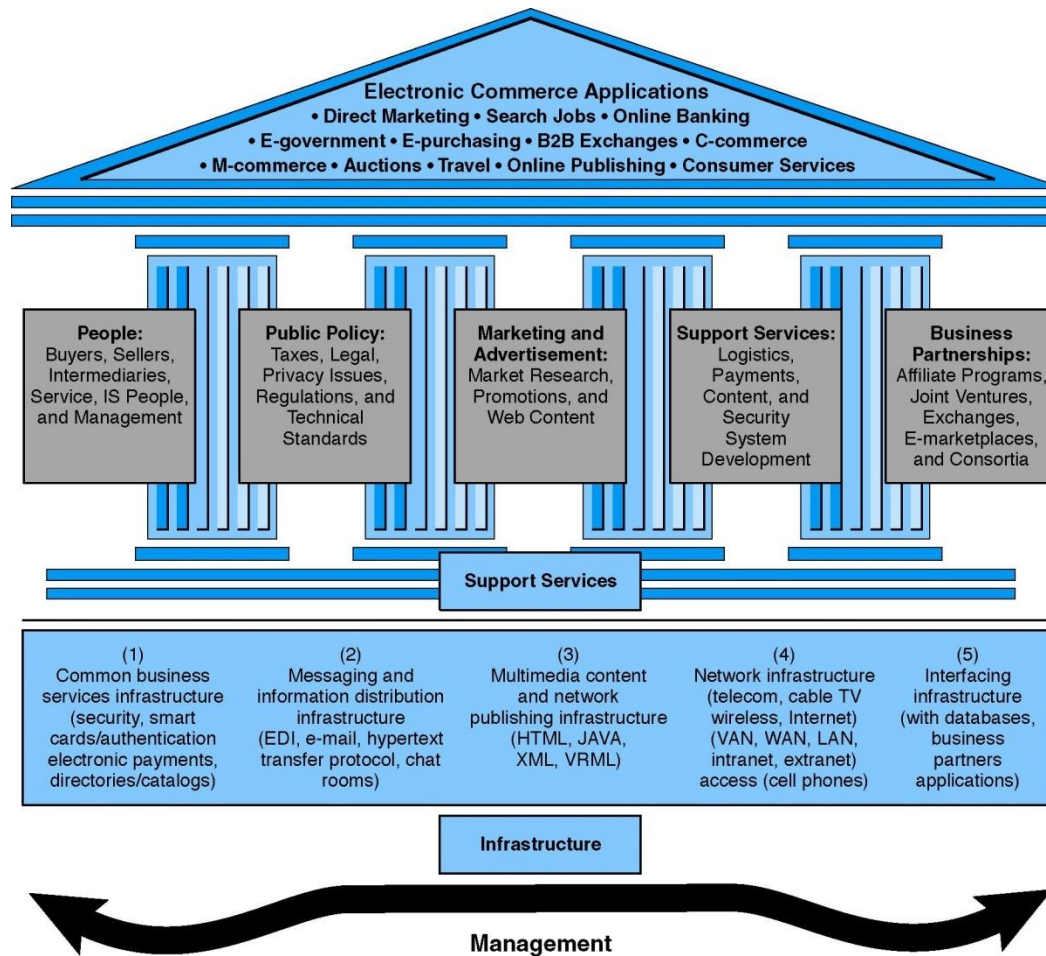 Electronic Commerce Applications
• Direct Marketing • Search Jobs • Online Banking
• E-government • E-purchasing • B2B Exchanges • C-commerce
• M-commerce • Auctions • Travel • Online Publishing • Consumer Services
People:
Buyers, Sellers,
Intermediaries,
Service, IS People,
and Management
Public Policy:
Taxes, Legal,
Privacy Issues,
Regulations, and
Technical
Standards
Marketing and
Advertisement:
Market Research,
Promotions, and
Web Content
Support Services:
Logistics,
Payments,
Content, and
Security
System
Development
Business
Partnerships:
Affiliate Programs,
Joint Ventures,
Exchanges,
E-marketplaces,
and Consortia
Support Services
(1)
Common business
services infrastructure
(security, smart
cards/authentication
electronic payments,
directories/catalogs)
(2)
Messaging and
information distribution
infrastructure
(EDI, e-mail, hypertext
transfer protocol, chat
rooms)
(3)
Multimedia content
and network
publishing infrastructure
(HTML, JAVA,
XML, VRML)
(4)
Network infrastructure
(telecom, cable TV
wireless, Internet)
(VAN, WAN, LAN,
intranet, extranet)
access (cell phones)
(5)
Interfacing
infrastructure
(with databases,
business
partners
applications)
Infrastructure
Management